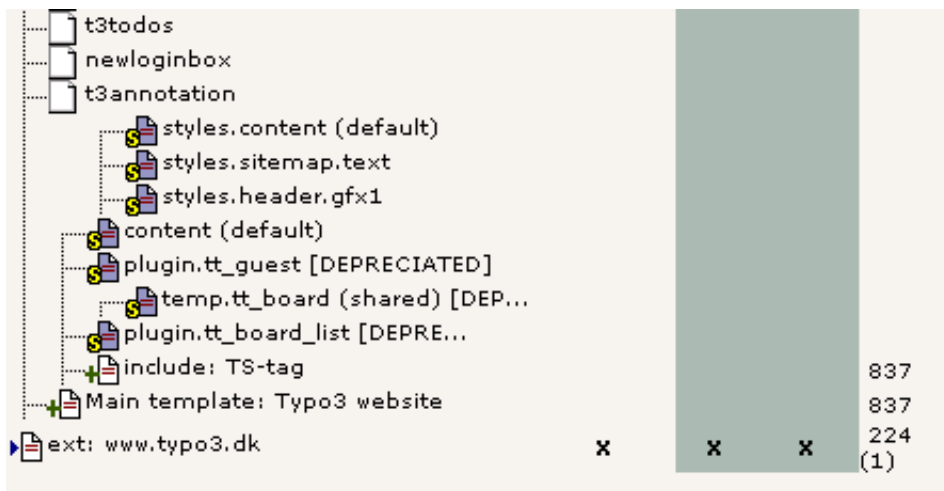 t3todos
newloginbox
t3annotation
styles.content (default)
styles.sitemap.text
styles.header.gfx1
content (default)
plugin.tt_guest [DEPRECIATED]
temp.tt_board (shared) [DEP...
plugin.tt_board_list [DEPRE...
include: TS-tag 837
Main template: Typo3 website 837
ext: www.typo3.dk x x x 224
(1)